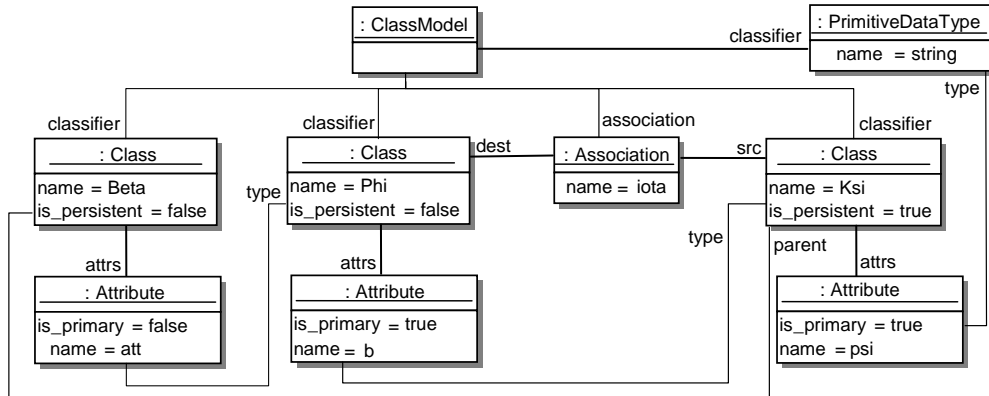 : ClassModel
: PrimitiveDataType
classifier
name = string
type
classifier
classifier
association
classifier
: Class
name = Beta
is_persistent = false
type
: Class
name = Phi
is_persistent = false
dest
: Association
name = iota
src
: Class
name = Ksi
is_persistent = true
type
parent
attrs
attrs
attrs
: Attribute
is_primary = false
name = att
: Attribute
is_primary = true
name = b
: Attribute
is_primary = true
name = psi